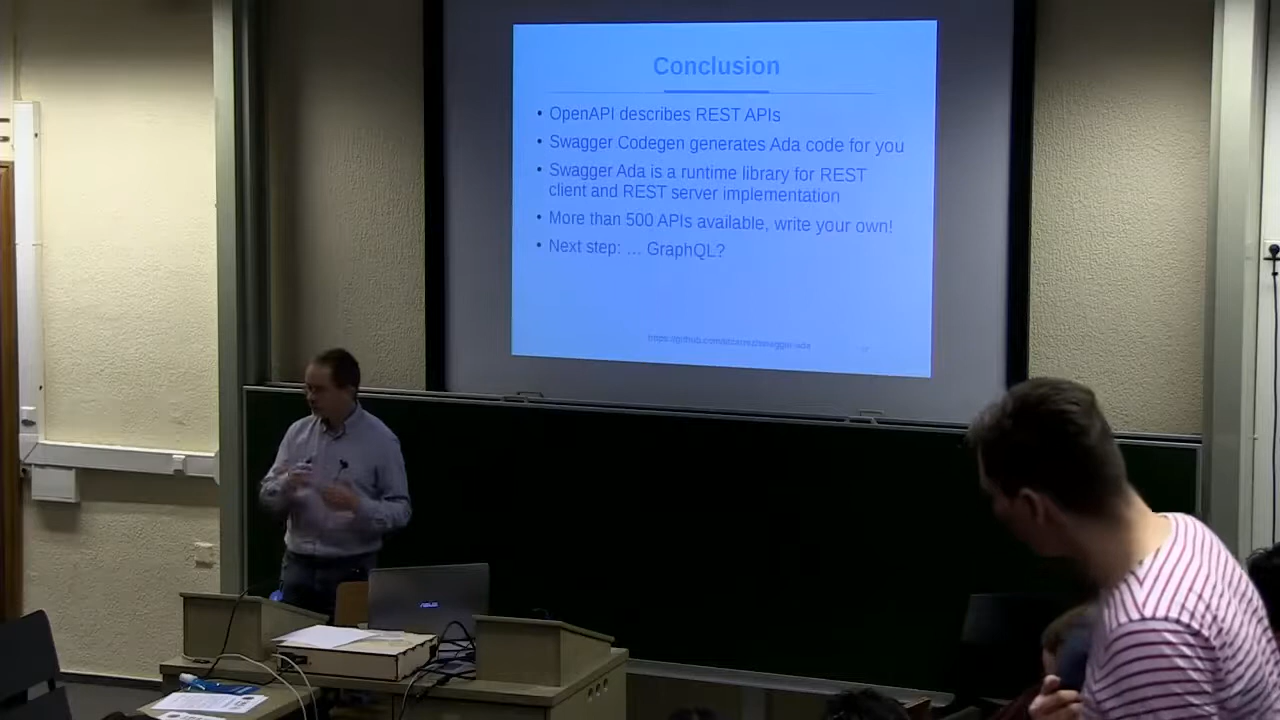 Conclusion
• OpenAPI describes REST APIs
• Swagger Codegen generates Ada code for you
• Swagger Ada is a runtime library for REST
client and REST server implementation
• More than 500 APIs available, write your own!
• Next step: … GraphQL?
ASUS